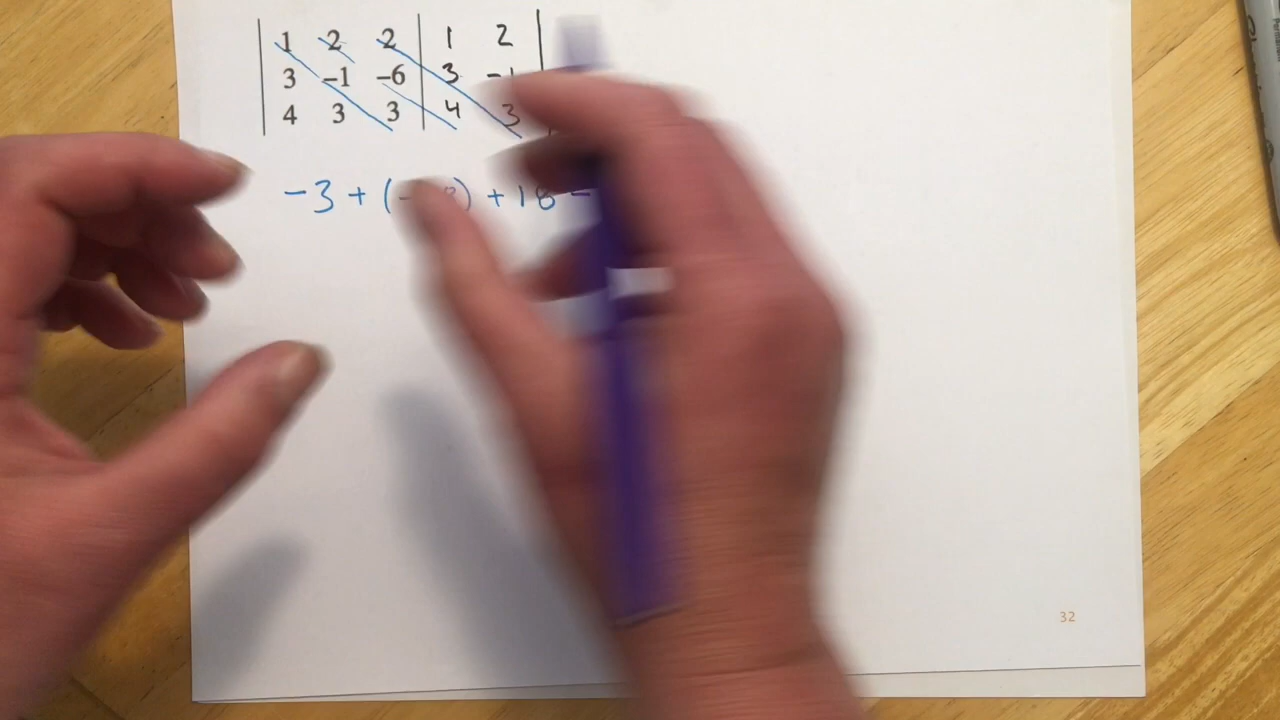 1 2 2 1 2
3 -1 -6 3
4 3 3 4 3
-3 + ( ) + 18
32